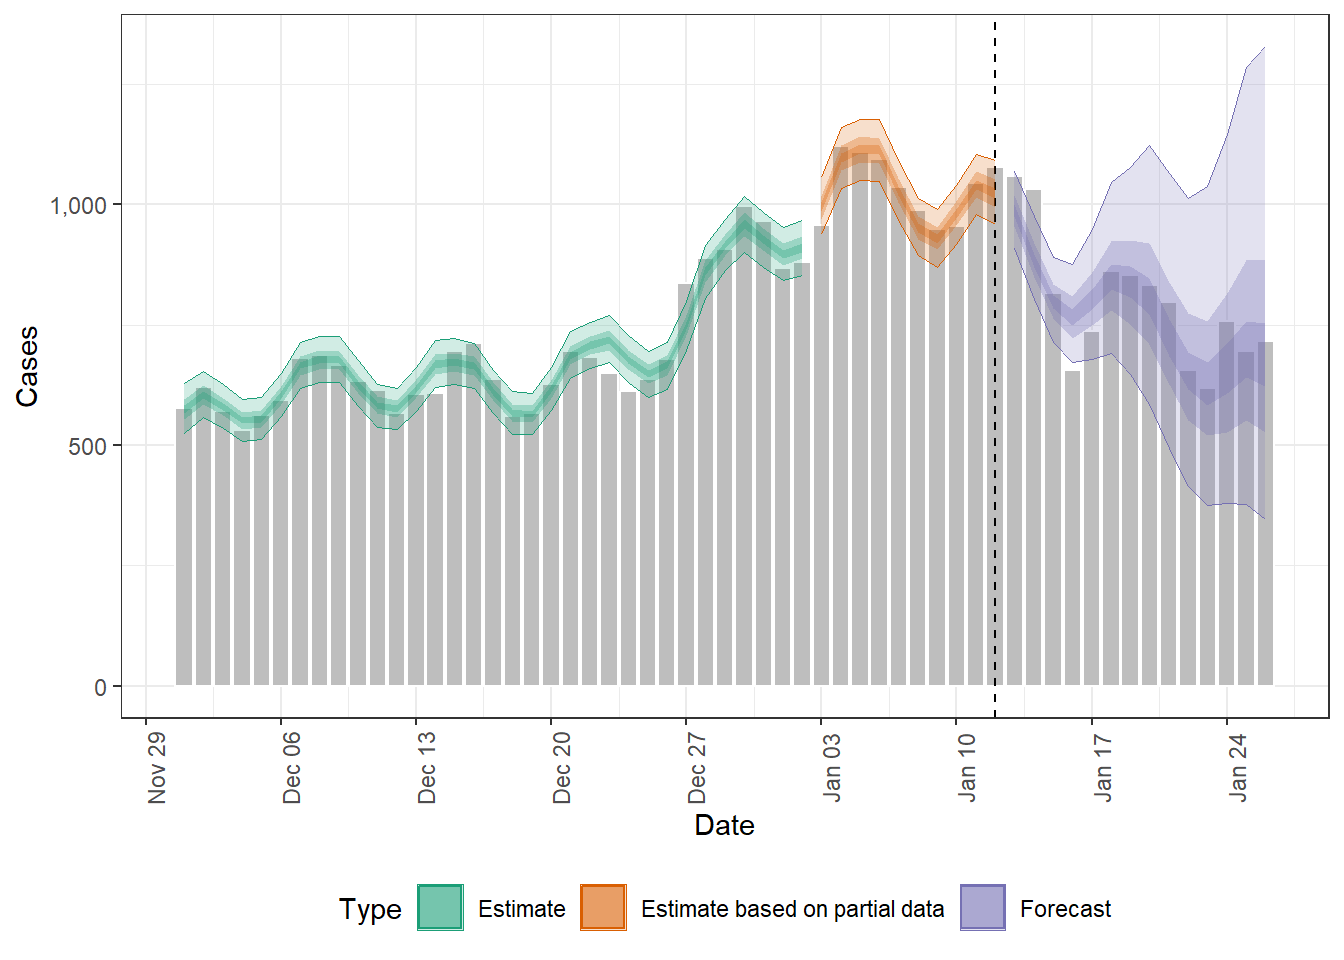 1,000
500
0
Cases
Nov 29
Dec 06
Dec 13
Dec 20
Dec 27
Jan 03
Jan 10
Jan 17
Jan 24
Date
Type Estimate Estimate based on partial data Forecast